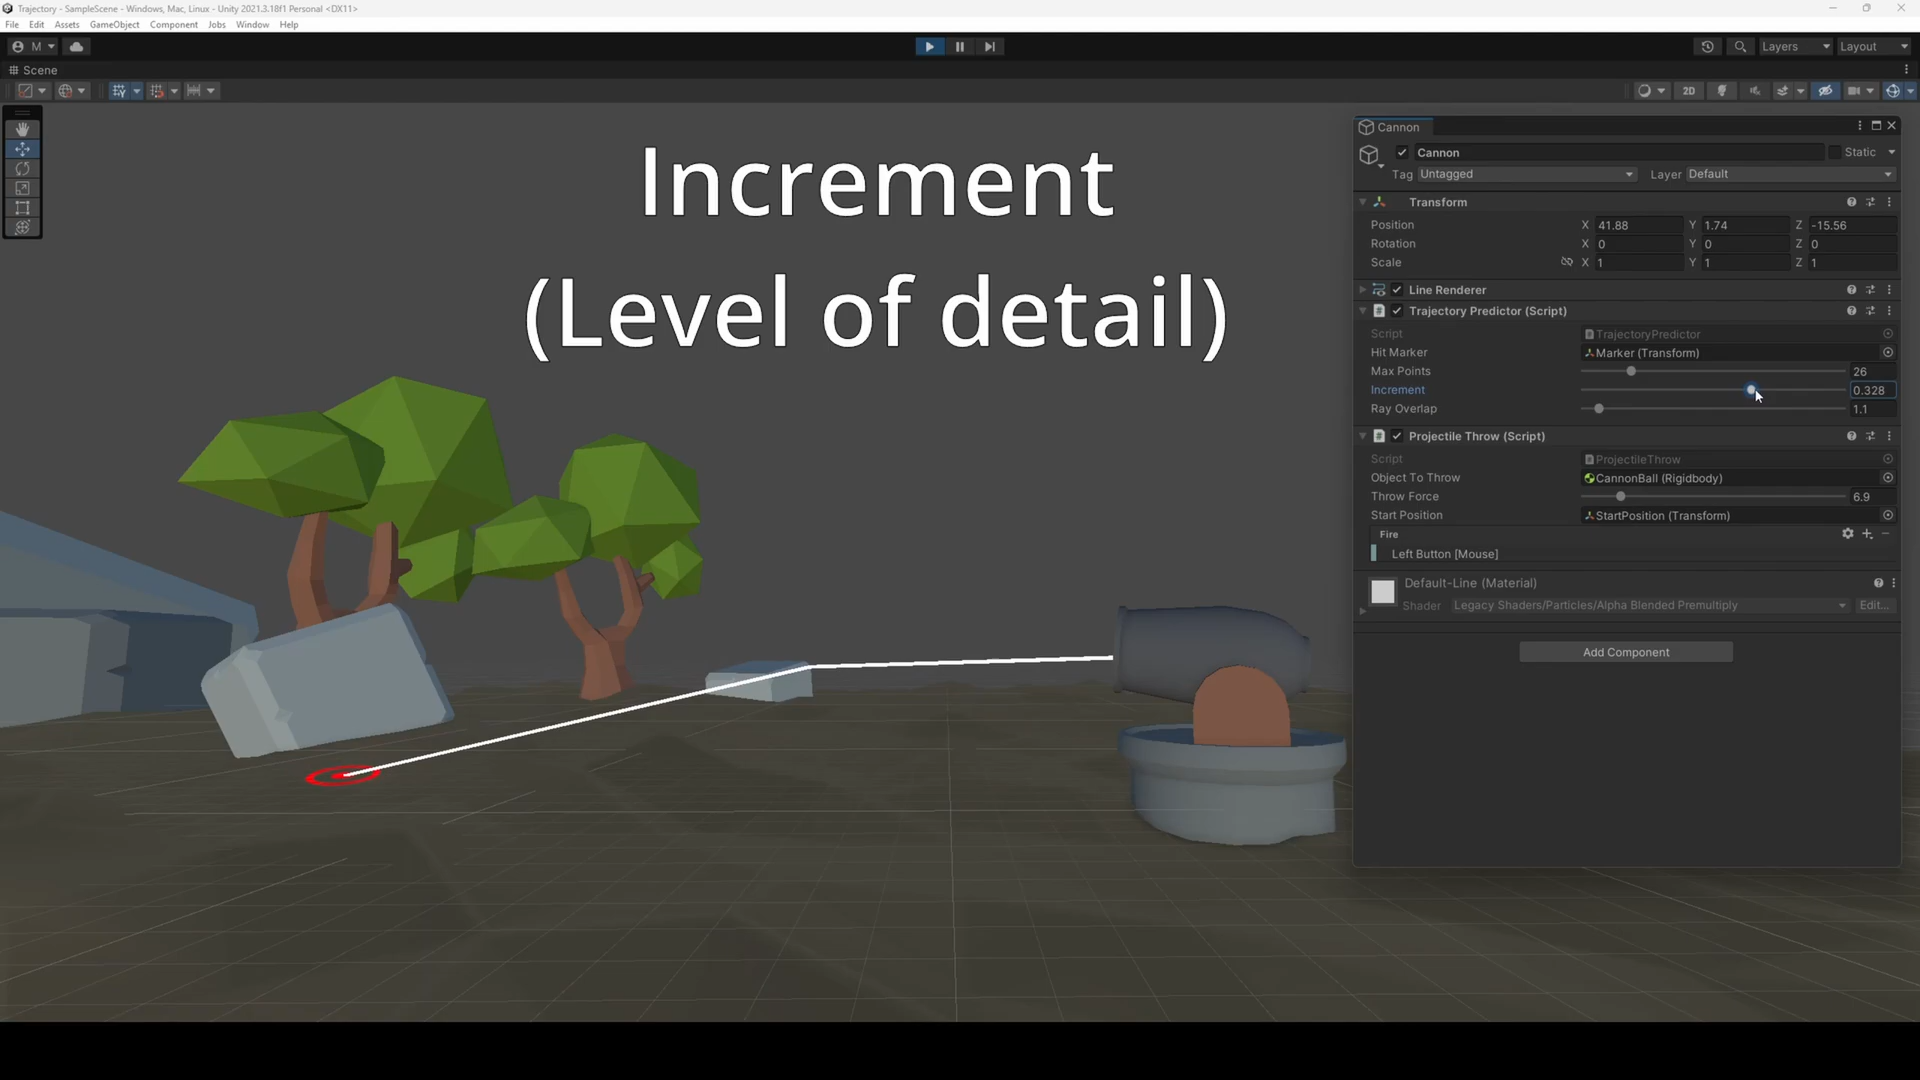 Trajectory - SampleScene - Windows, Mac, Linux - Unity 2021.3.18f1 Personal <DX11>
File Edit Assets GameObject Component Jobs Window Help
M
Layers Layout
Scene
2D
Increment
(Level of detail)
Cannon
Cannon Static
Tag Untagged Layer Default
Transform
Position X 41.88 Y 1.74 Z -15.56
Rotation X 0 Y 0 Z 0
Scale X 1 Y 1 Z 1
Line Renderer
Trajectory Predictor (Script)
Script TrajectoryPredictor
Hit Marker Marker (Transform)
Max Points 26
Increment 0.328
Ray Overlap 1.1
Projectile Throw (Script)
Script ProjectileThrow
Object To Throw CannonBall (Rigidbody)
Throw Force 6.9
Start Position StartPosition (Transform)
Fire
Left Button [Mouse]
Default-Line (Material)
Shader Legacy Shaders/Particles/Alpha Blended Premultiply Edit...
Add Component